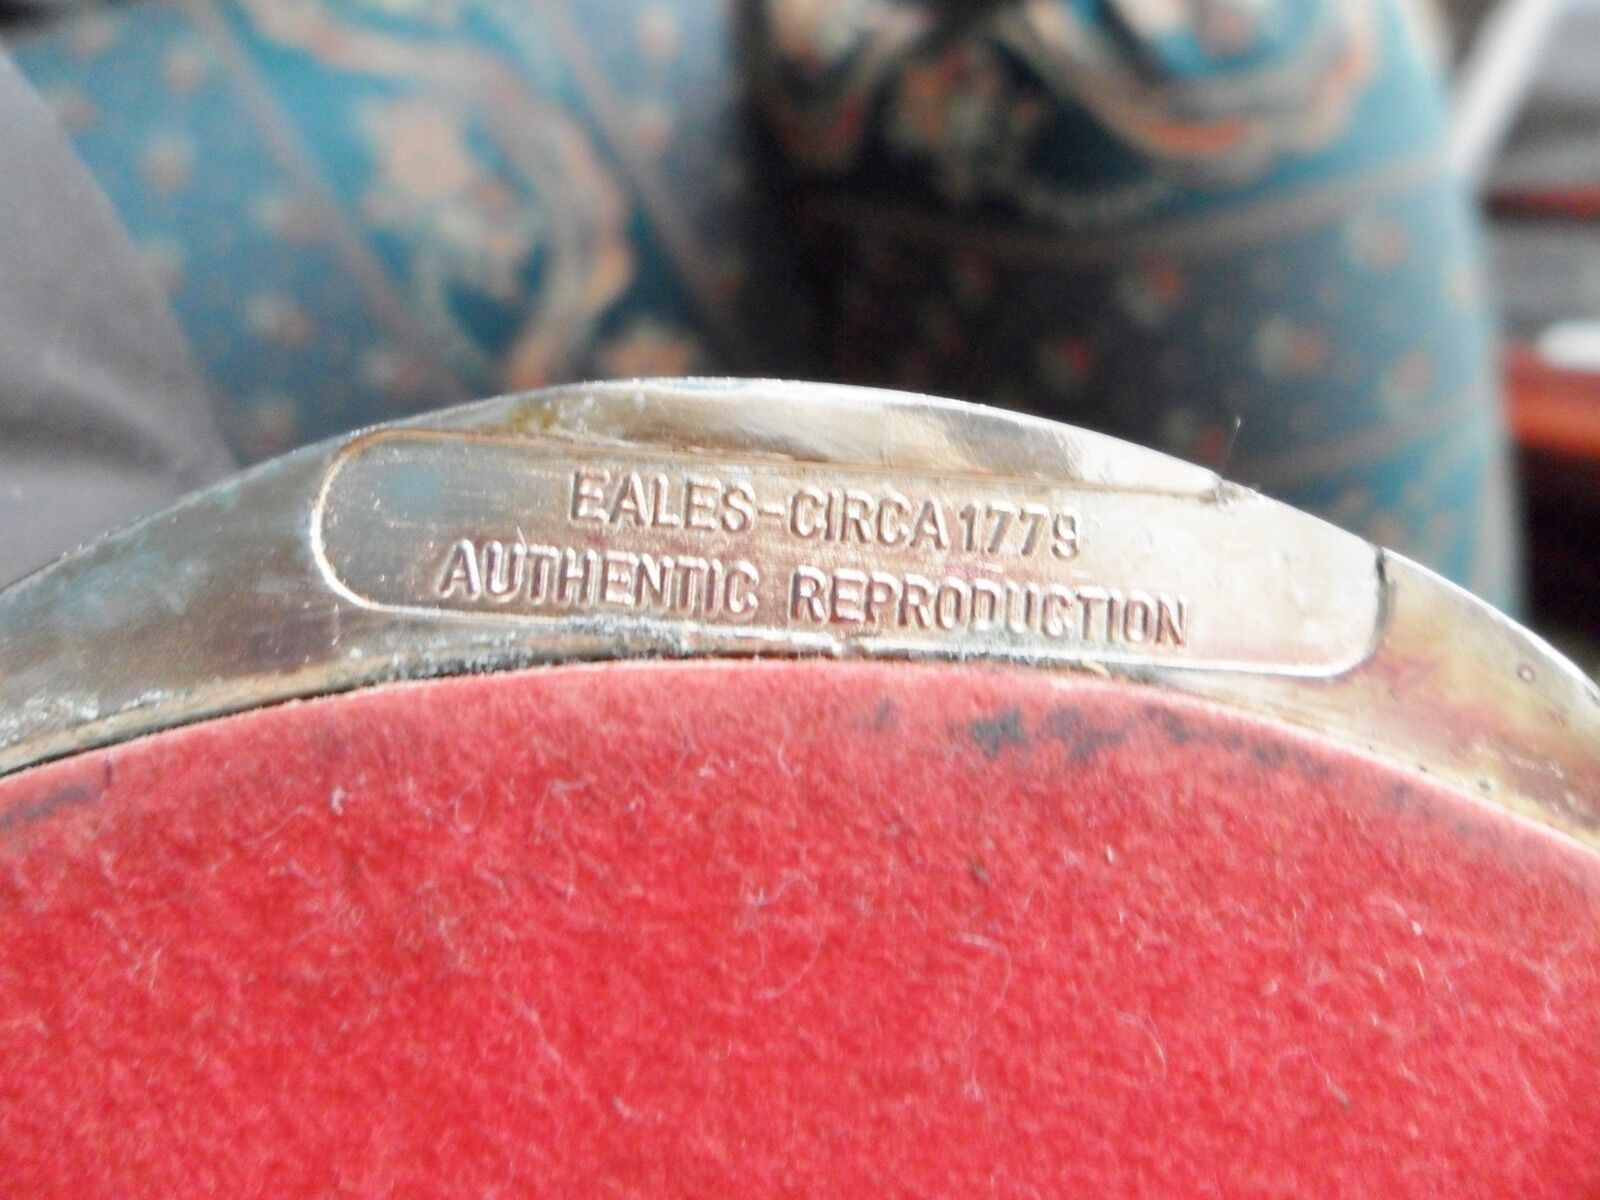 EALES-CIRCA 1779
AUTHENTIC REPRODUCTION